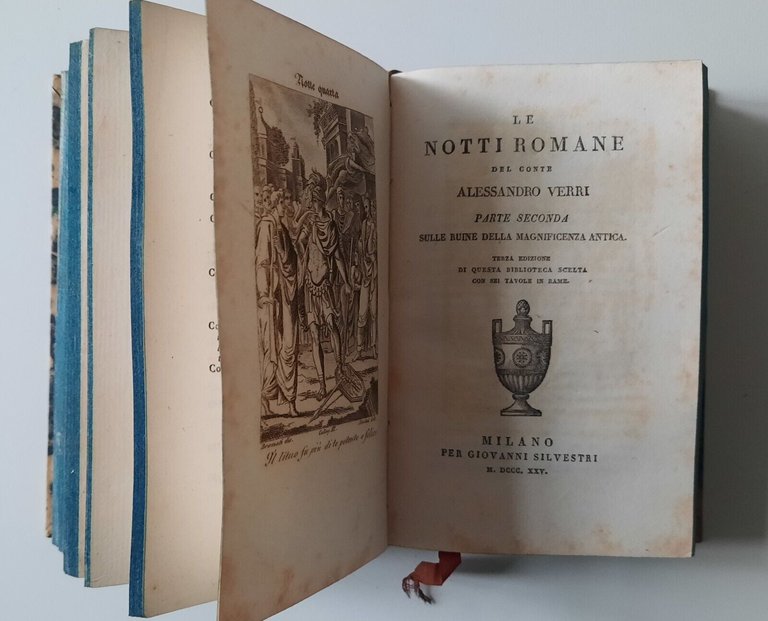 Notte quarta
Il tituo fu più di te potente e felice
LE
NOTTI ROMANE
DEL CONTE
ALESSANDRO VERRI
PARTE SECONDA
SULLE RUINE DELLA MAGNIFICENZA ANTICA.
TERZA EDIZIONE
DI QUESTA BIBLIOTECA SCELTA
CON SEI TAVOLE IN RAME.
MILANO
PER GIOVANNI SILVESTRI
M. DCCC. XXV.